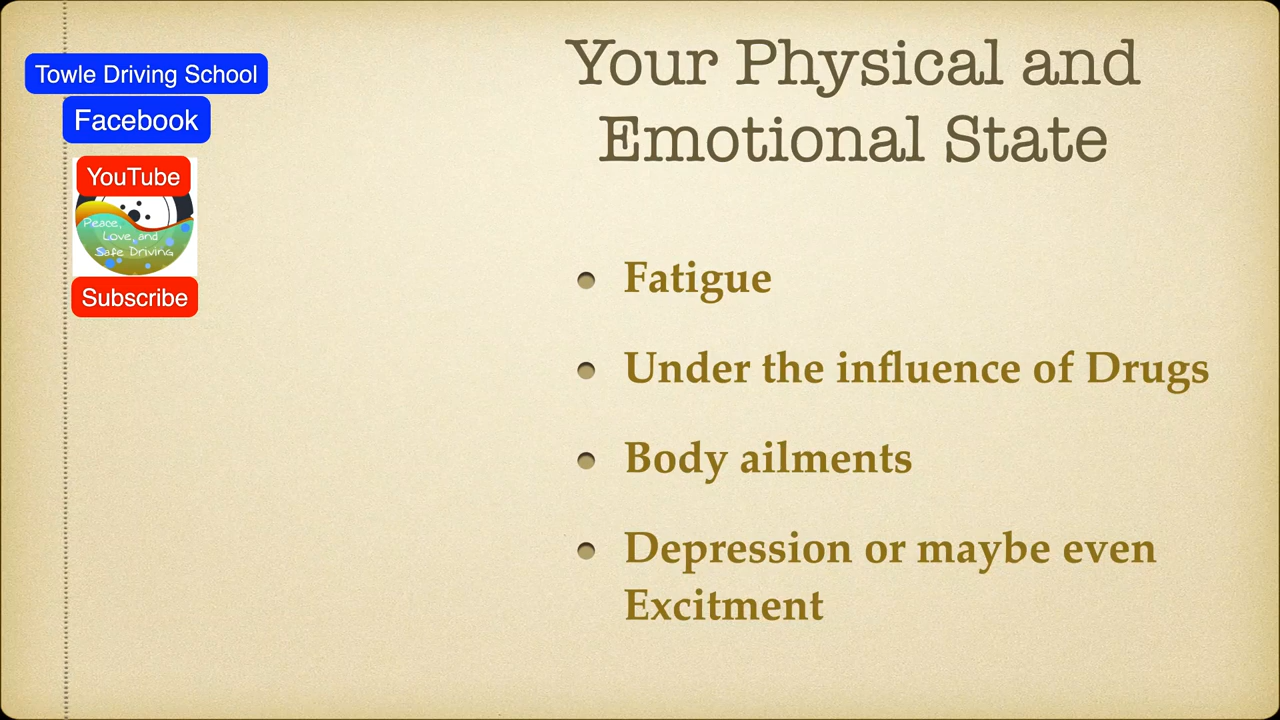 Towle Driving School
Facebook
YouTube
Peace,
Love, and
Safe Driving
Subscribe
Your Physical and
Emotional State
Fatigue
Under the influence of Drugs
Body ailments
Depression or maybe even
Excitment